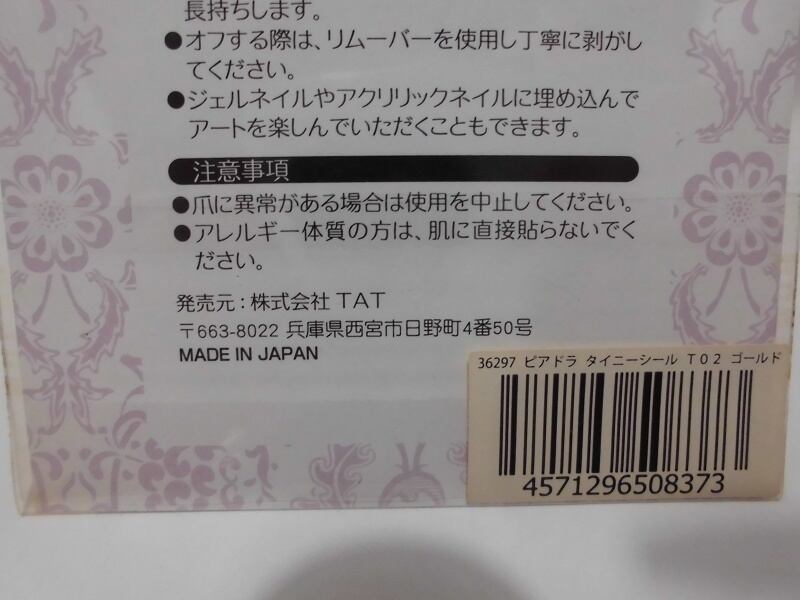 長持ちします。
●オフする際は、リムーバーを使用し丁寧に剥がし
てください。
●ジェルネイルやアクリリックネイルに埋め込んで
アートを楽しんでいただくこともできます。
注意事項
●爪に異常がある場合は使用を中止してください。
●アレルギー体質の方は、肌に直接貼らないでく
ださい。
発売元：株式会社TAT
〒663-8022 兵庫県西宮市日野町4番50号
MADE IN JAPAN
36297 ピアドラ タイニーシール T02 ゴールド
4571296508373